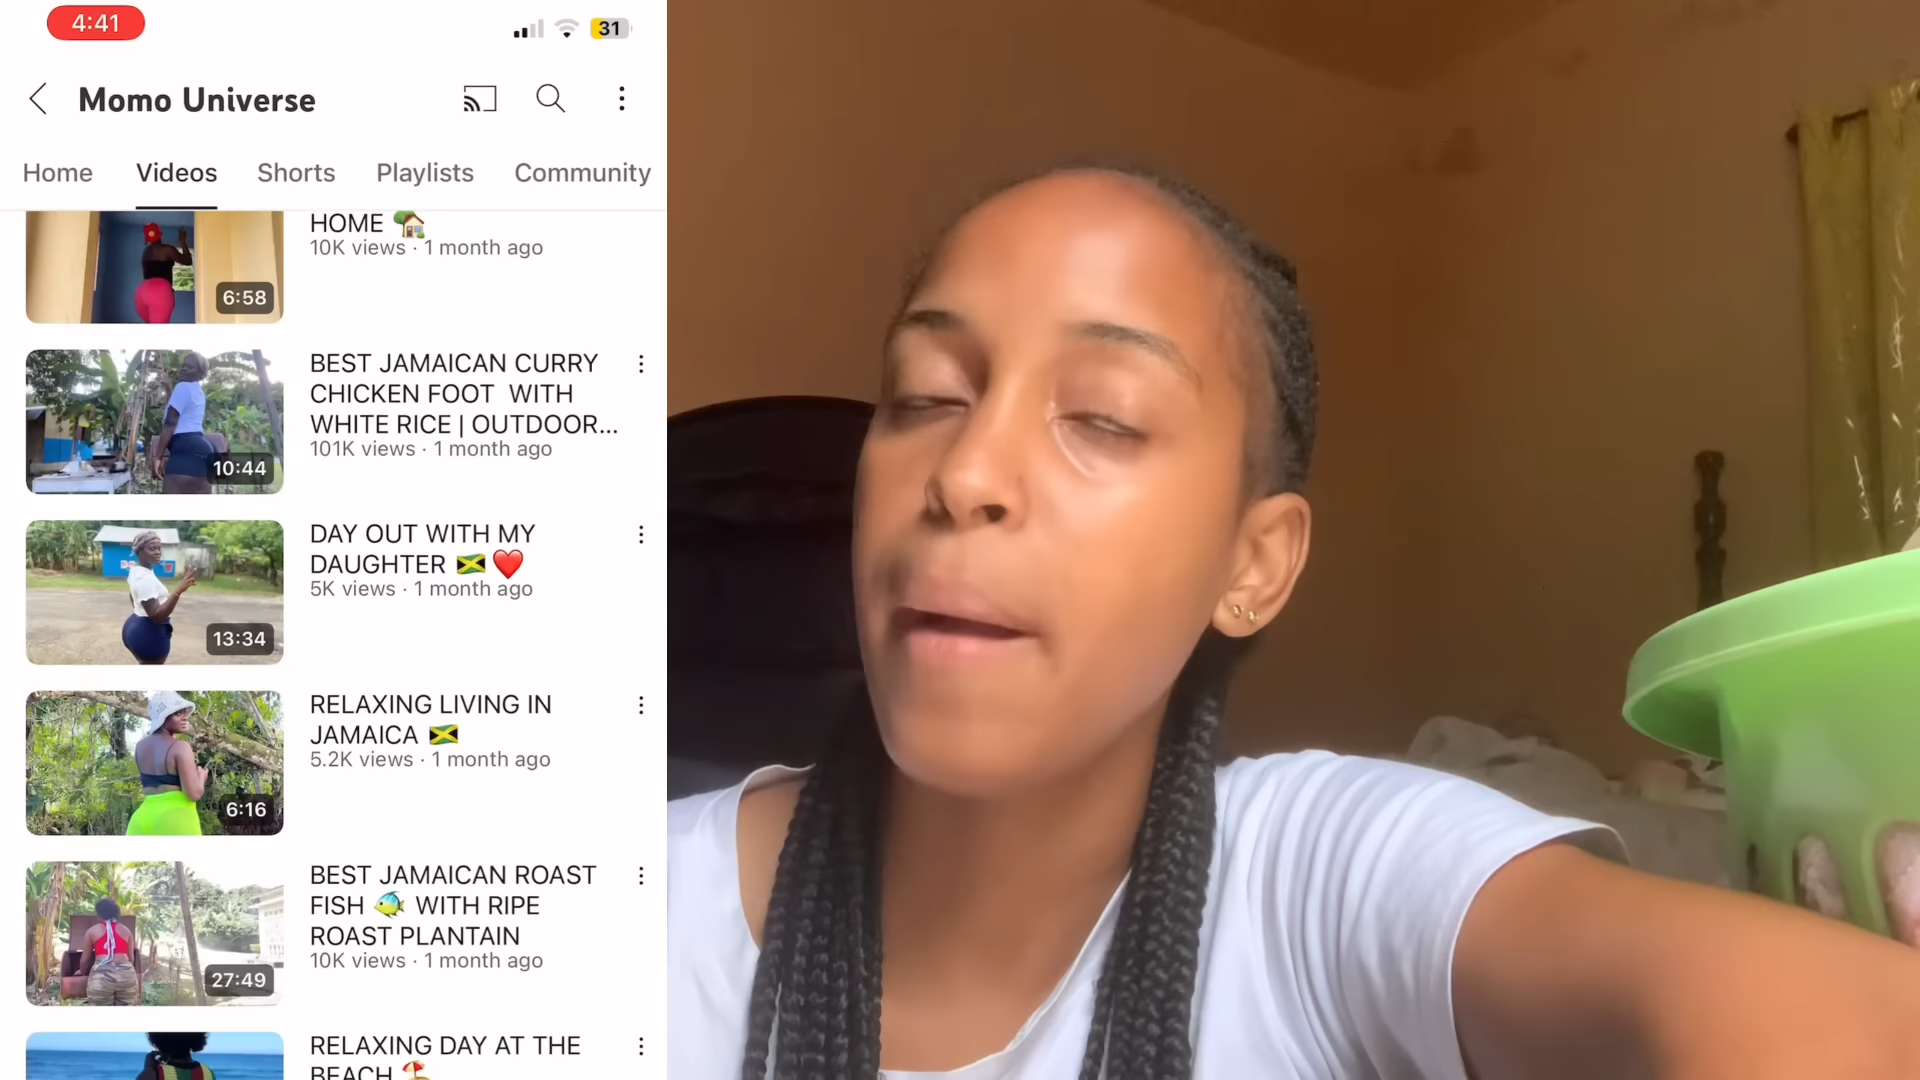 4:41
31
Momo Universe
Home Videos Shorts Playlists Community
HOME 🏡
10K views · 1 month ago
6:58
BEST JAMAICAN CURRY
CHICKEN FOOT WITH
WHITE RICE | OUTDOOR...
101K views · 1 month ago
10:44
DAY OUT WITH MY
DAUGHTER 🇯🇲❤️
5K views · 1 month ago
13:34
RELAXING LIVING IN
JAMAICA 🇯🇲
5.2K views · 1 month ago
6:16
BEST JAMAICAN ROAST
FISH 🐠 WITH RIPE
ROAST PLANTAIN
10K views · 1 month ago
27:49
RELAXING DAY AT THE
BEACH 🏖️